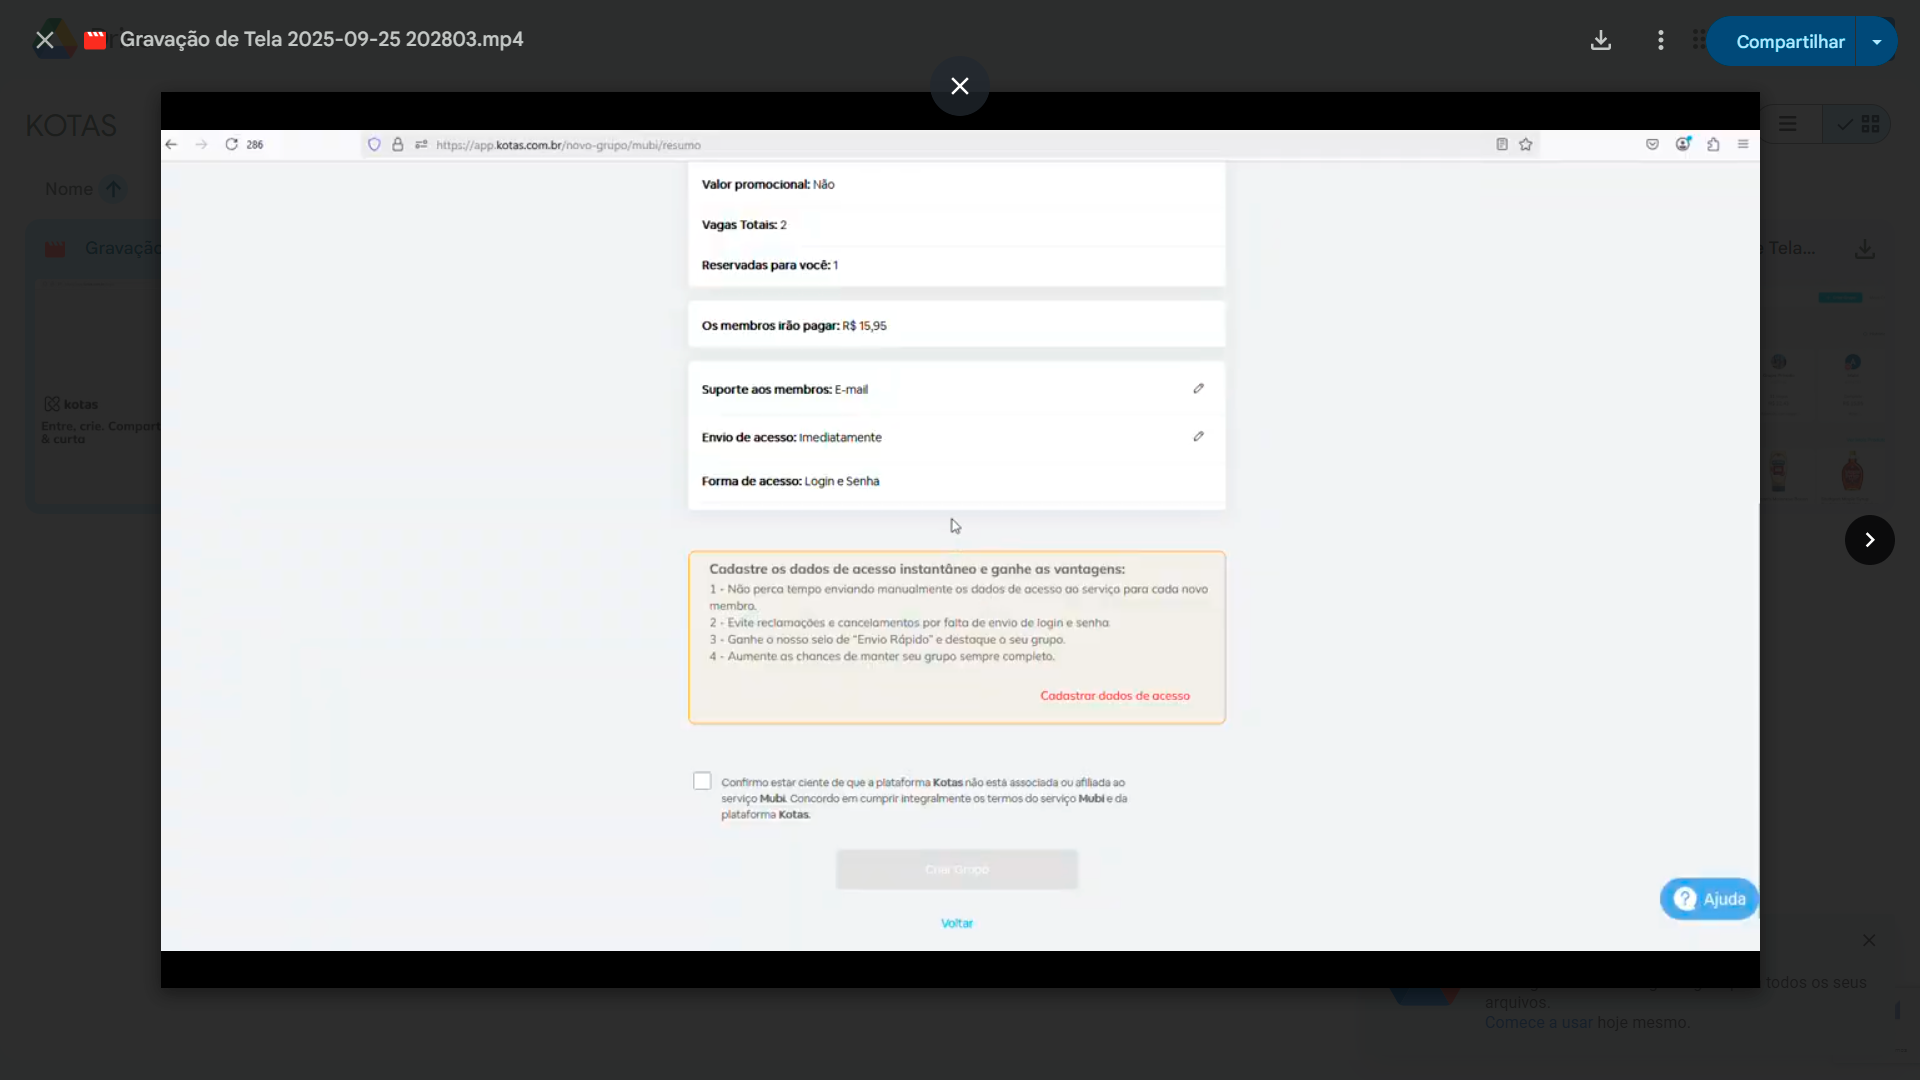 Gravação de Tela 2025-09-25 202803.mp4
Compartilhar
KOTAS
Nome
Gravação
Tela...
286
https://app.kotas.com.br/novo-grupo/mubi/resumo
Valor promocional: Não
Vagas Totais: 2
Reservadas para você: 1
Os membros irão pagar: R$ 15,95
Suporte aos membros: E-mail
Envio de acesso: Imediatamente
Forma de acesso: Login e Senha
kotas
Entre, crie. Compart
& curta
Cadastre os dados de acesso instantâneo e ganhe as vantagens:
1 - Não perca tempo enviando manualmente os dados de acesso ao serviço para cada novo
membro.
2 - Evite reclamações e cancelamentos por falta de envio de login e senha
3 - Ganhe o nosso selo de "Envio Rápido" e destaque o seu grupo.
4 - Aumente as chances de manter seu grupo sempre completo.
Cadastrar dados de acesso
Confirmo estar ciente de que a plataforma Kotas não está associada ou afiliada ao
serviço Mubi. Concordo em cumprir integralmente os termos do serviço Mubi e da
plataforma Kotas.
Criar Grupo
Voltar
Ajuda
todos os seus
arquivos.
Comece a usar hoje mesmo.